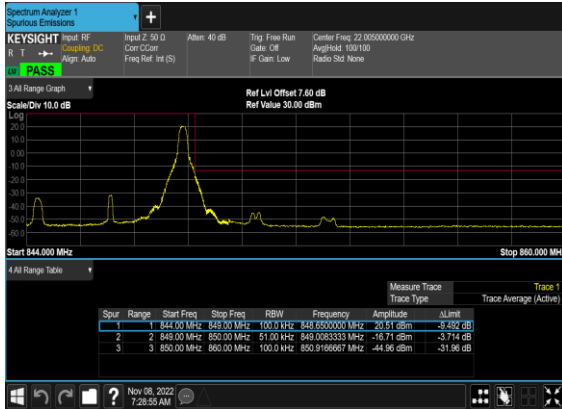 Spectrum Analyzer 1
Spurious Emissions
KEYSIGHT
R T
PASS
Input: RF
Coupling: DC
Align: Auto
Input Z: 50 Ω
Corr CCorr
Freq Ref: Int (S)
Atten: 40 dB
Trig: Free Run
Gate: Off
IF Gain: Low
Center Freq: 22.005000000 GHz
Avg|Hold: 100/100
Radio Std: None
3 All Range Graph
Scale/Div 10.0 dB
Ref Lvl Offset 7.60 dB
Ref Value 30.00 dBm
Log
20.0
10.0
0.00
-10.0
-20.0
-30.0
-40.0
-50.0
-60.0
Start 844.000 MHz
Stop 860.000 MHz
4 All Range Table
Measure Trace Trace 1
Trace Type Trace Average (Active)
Spur Range Start Freq Stop Freq RBW Frequency Amplitude ΔLimit
1 1 844.00 MHz 849.00 MHz 100.0 kHz 848.6500000 MHz 20.51 dBm -9.492 dB
2 2 849.00 MHz 850.00 MHz 51.00 kHz 849.0083333 MHz -16.71 dBm -3.714 dB
3 3 850.00 MHz 860.00 MHz 100.0 kHz 850.9166667 MHz -44.96 dBm -31.96 dB
?
Nov 08, 2022
7:28:55 AM